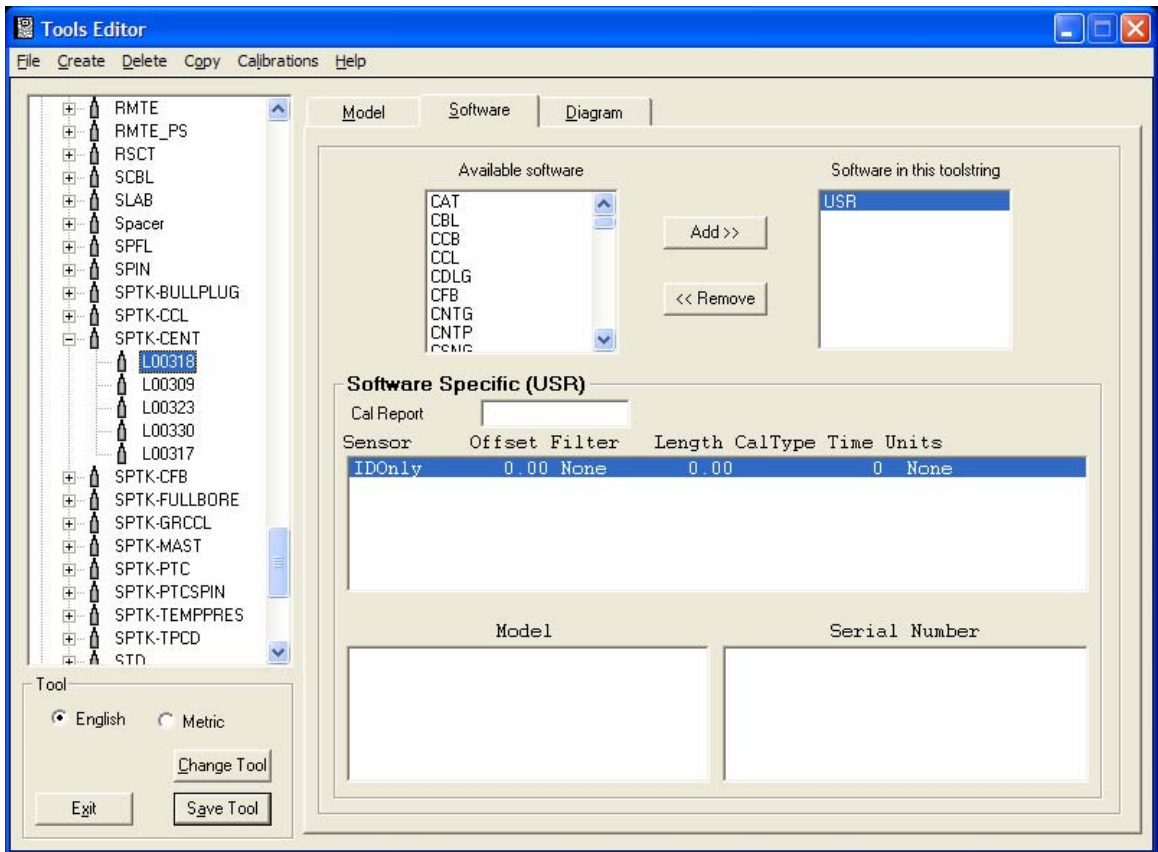 Tools Editor
File Create Delete Copy Calibrations Help
RMTE
RMTE_PS
RSCT
SCBL
SLAB
Spacer
SPFL
SPIN
SPTK-BULLPLUG
SPTK-CCL
SPTK-CENT
L00318
L00309
L00323
L00330
L00317
SPTK-CFB
SPTK-FULLBORE
SPTK-GRCCL
SPTK-MAST
SPTK-PTC
SPTK-PTCSPIN
SPTK-TEMPPRES
SPTK-TPCD
STD
Tool
English Metric
Change Tool
Exit Save Tool
Model Software Diagram
Available software
CAT
CBL
CCB
CCL
CDLG
CFB
CNTG
CNTP
CSNG
Add >>
<< Remove
Software in this toolstring
USR
Software Specific (USR)
Cal Report
Sensor Offset Filter Length CalType Time Units
IDOnly 0.00 None 0.00 0 None
Model Serial Number